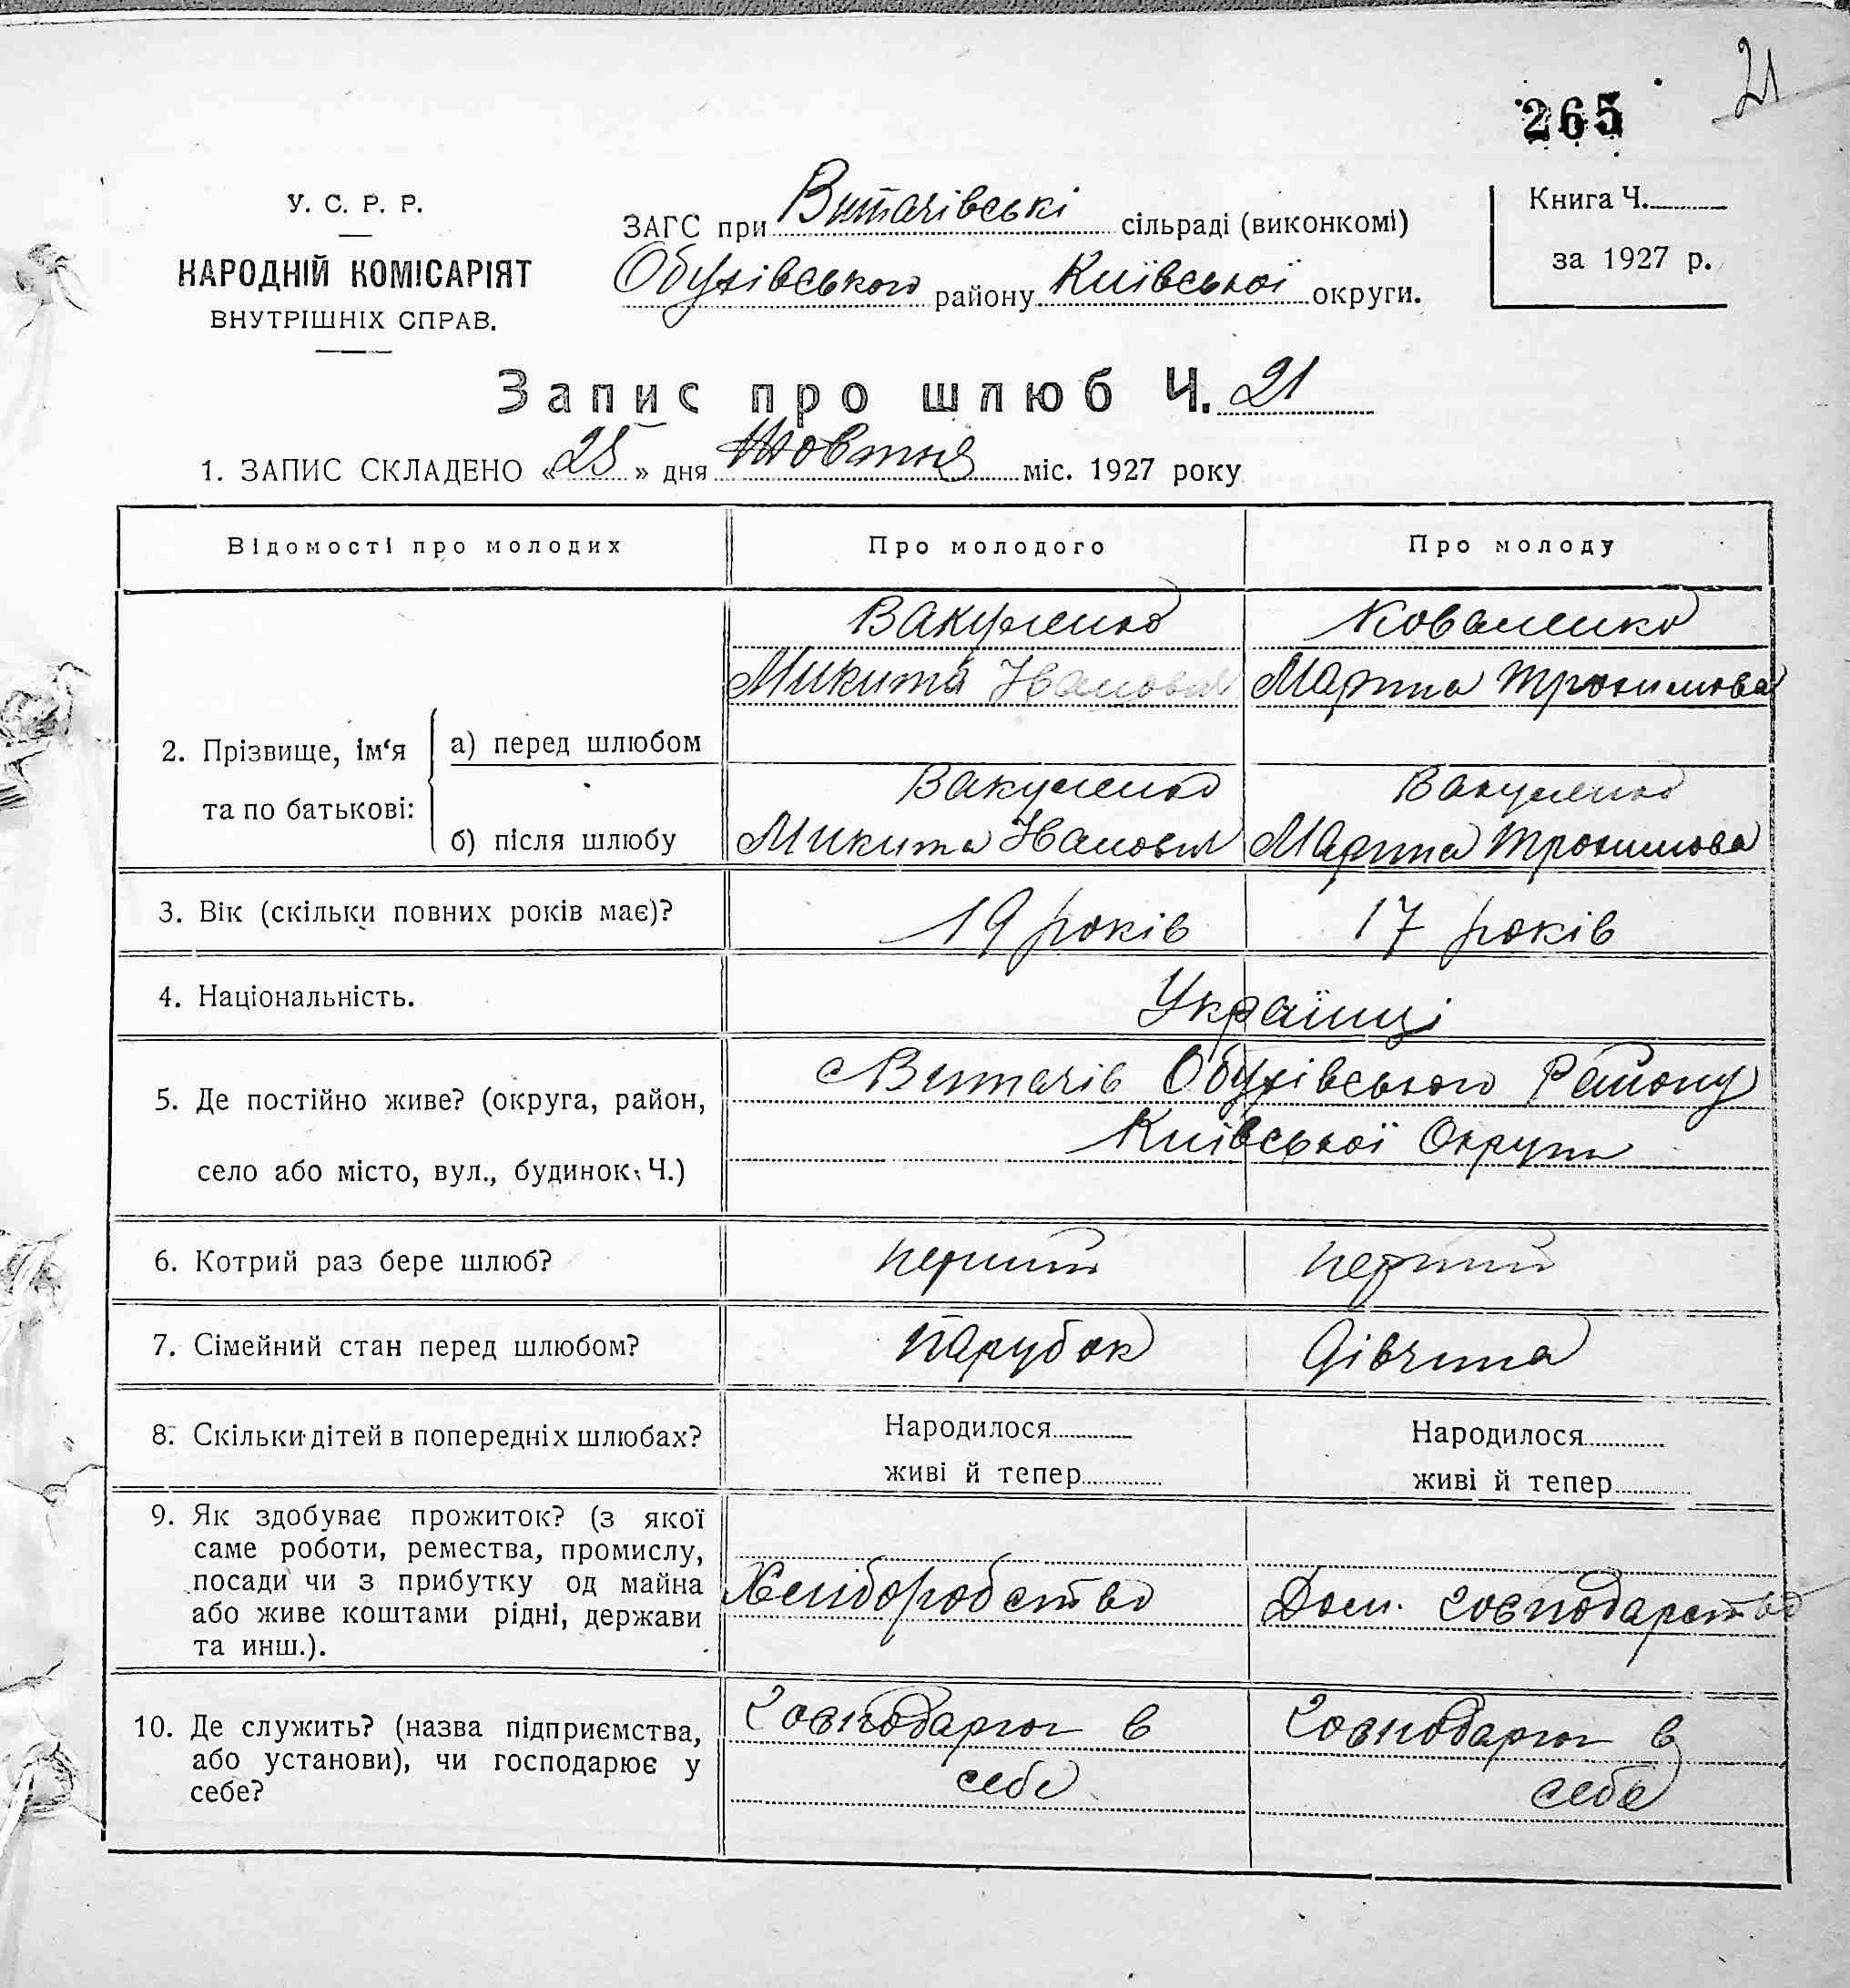 21
265
У. С. Р. Р.
НАРОДНІЙ КОМІСАРІЯТ
ВНУТРІШНІХ СПРАВ.
ЗАГС при Витачівські сільраді (виконкомі)
Обухівського району Київської округи.
Книга Ч.
за 1927 р.
Запис про шлюб Ч. 21
1. ЗАПИС СКЛАДЕНО «25» дня Жовтня міс. 1927 року
Відомості про молодих Про молодого Про молоду
2. Прізвище, ім‘я та по батькові:
а) перед шлюбом
Вакуленко Коваленко
Микита Іванович Марта Трохимова
б) після шлюбу
Вакуленко Вакуленко
Микита Іванович Марта Трохимова
3. Вік (скільки повних років має)? 19 років 17 років
4. Національність. Українці
5. Де постійно живе? (округа, район,
село або місто, вул., будинок Ч.)
с Витачів Обухівського Району
Київської Округи
6. Котрий раз бере шлюб? перший перший
7. Сімейний стан перед шлюбом? парубок дівчина
8. Скільки дітей в попередніх шлюбах?
Народилося Народилося
живі й тепер живі й тепер
9. Як здобуває прожиток? (з якої
саме роботи, ремества, промислу,
посади чи з прибутку од майна
або живе коштами рідні, держави
та инш.).
Хліборобство Дом. господарство
10. Де служить? (назва підприємства,
або установи), чи господарює у
себе?
Господарює в Господарює в
себе себе